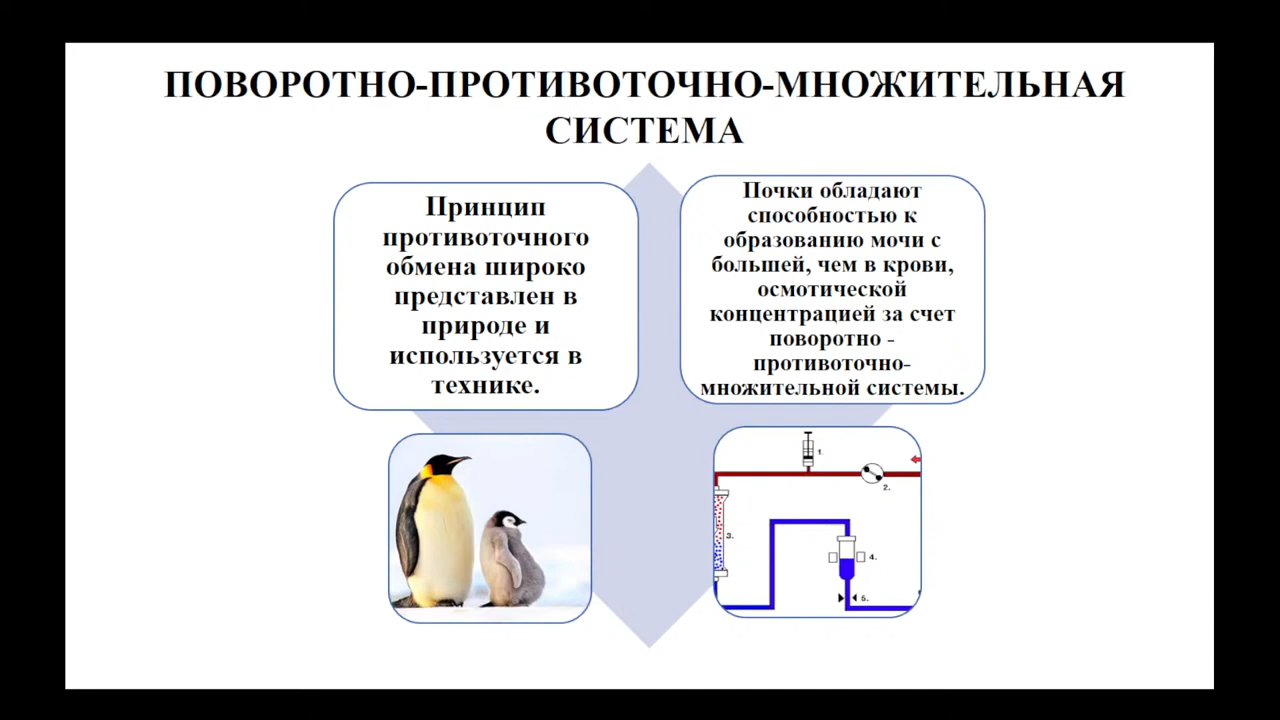 ПОВОРОТНО-ПРОТИВОТОЧНО-МНОЖИТЕЛЬНАЯ
СИСТЕМА
Принцип
противоточного
обмена широко
представлен в
природе и
используется в
технике.
Почки обладают
способностью к
образованию мочи с
большей, чем в крови,
осмотической
концентрацией за счет
поворотно -
противоточно-
множительной системы.
1.
2.
3.
4.
5.